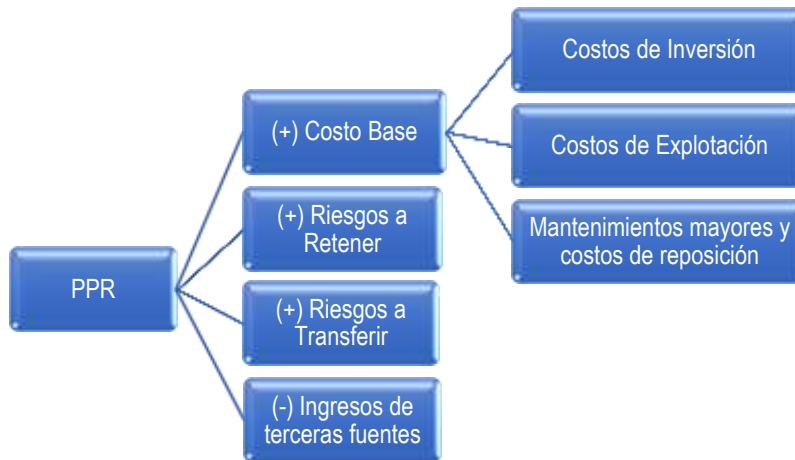 PPR
(+) Costo Base
(+) Riesgos a
Retener
(+) Riesgos a
Transferir
(-) Ingresos de
terceras fuentes
Costos de Inversión
Costos de Explotación
Mantenimientos mayores y
costos de reposición